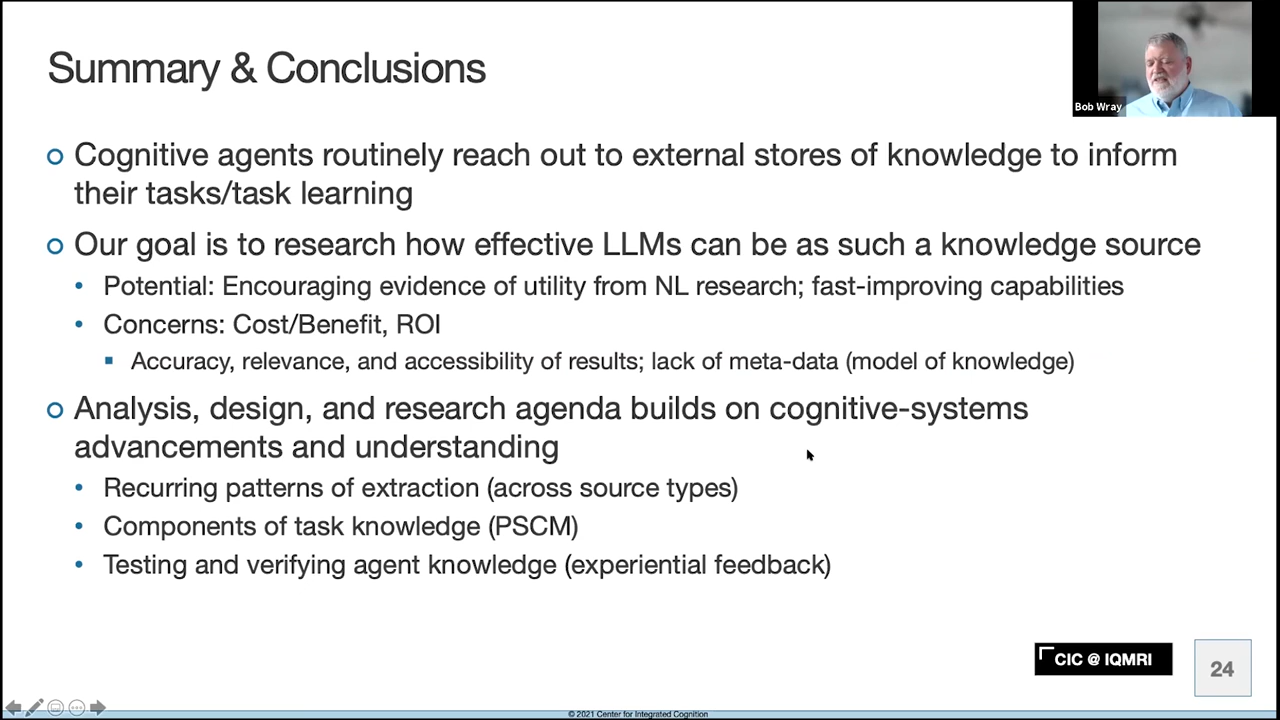 Summary & Conclusions
Bob Wray
Cognitive agents routinely reach out to external stores of knowledge to inform
their tasks/task learning
Our goal is to research how effective LLMs can be as such a knowledge source
Potential: Encouraging evidence of utility from NL research; fast-improving capabilities
Concerns: Cost/Benefit, ROI
Accuracy, relevance, and accessibility of results; lack of meta-data (model of knowledge)
Analysis, design, and research agenda builds on cognitive-systems
advancements and understanding
Recurring patterns of extraction (across source types)
Components of task knowledge (PSCM)
Testing and verifying agent knowledge (experiential feedback)
CIC @ IQMRI
24
© 2021 Center for Integrated Cognition